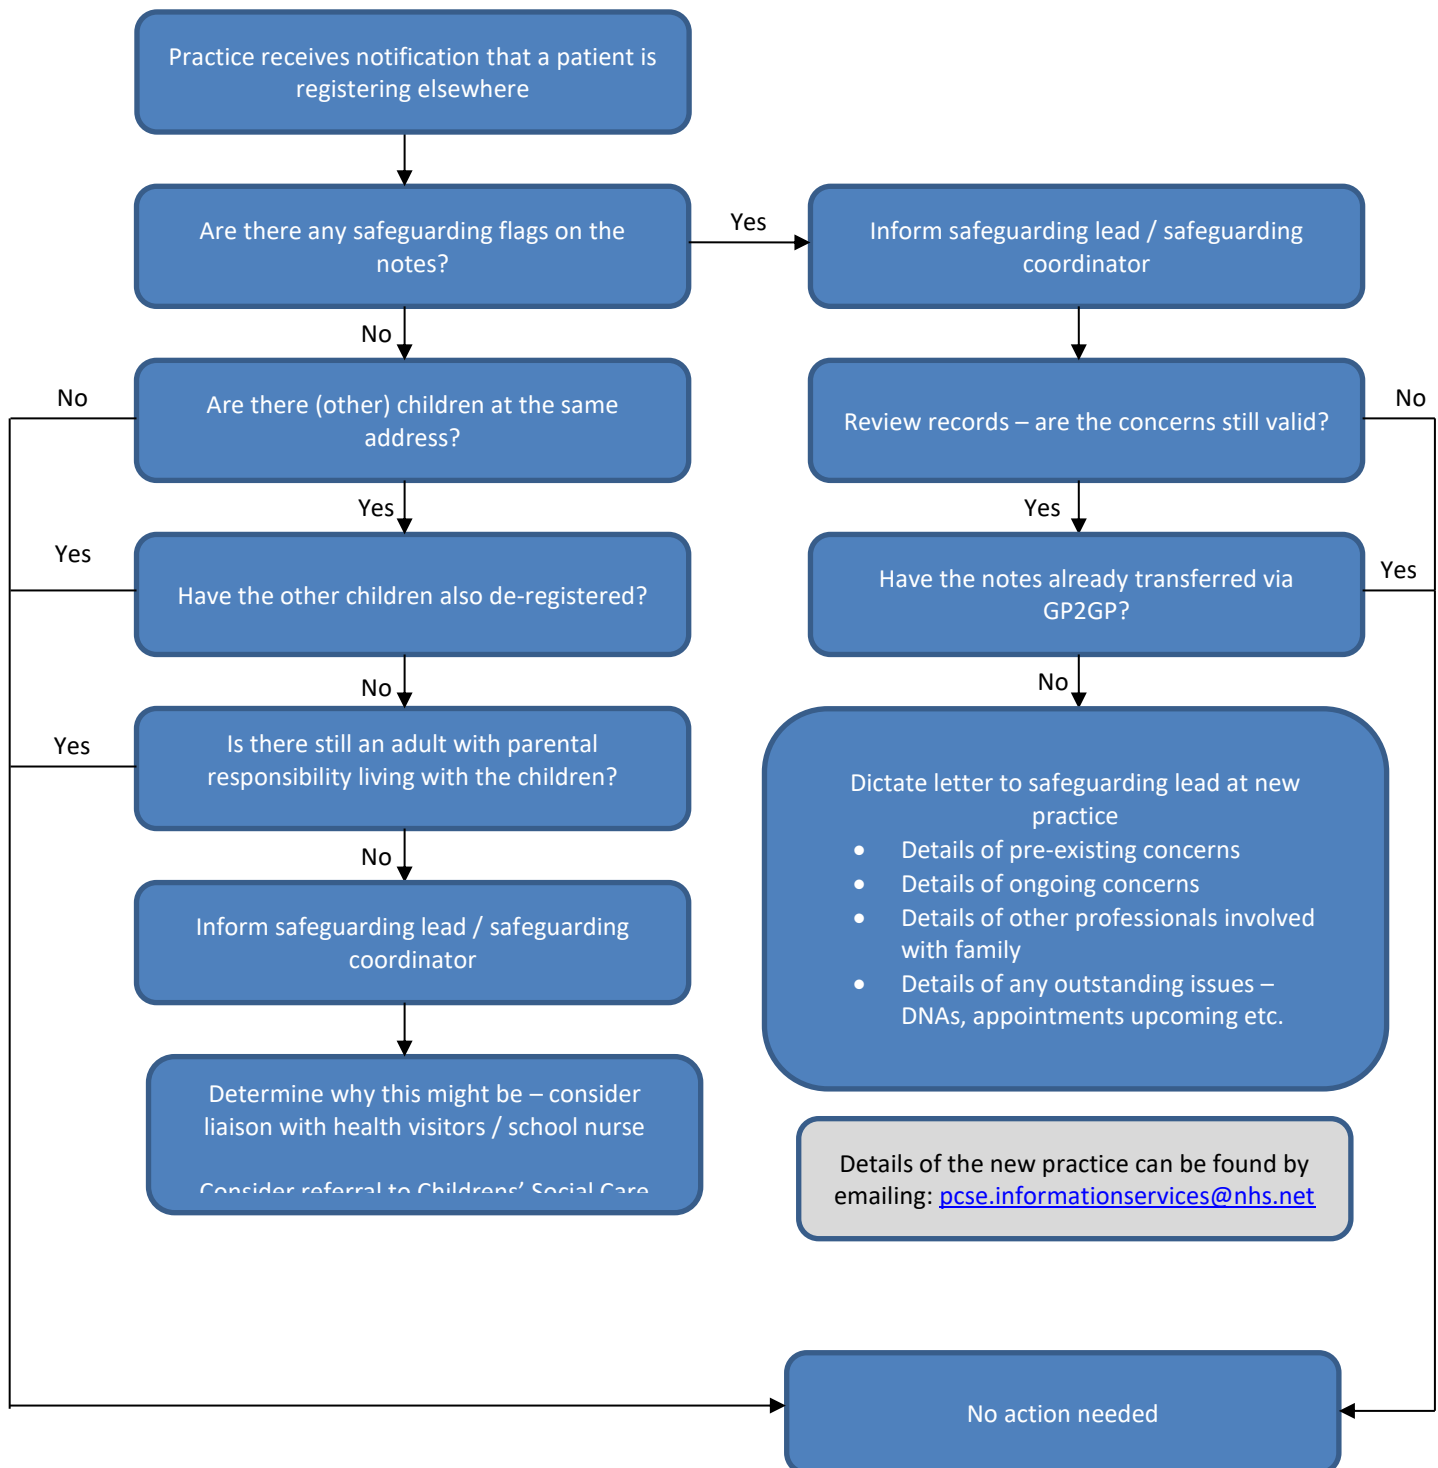 Practice receives notification that a patient is
registering elsewhere
Are there any safeguarding flags on the
notes?
Yes
Inform safeguarding lead / safeguarding
coordinator
No
Are there (other) children at the same
address?
No
Review records – are the concerns still valid?
No
Yes
Yes
Have the other children also de-registered?
Yes
Have the notes already transferred via
GP2GP?
Yes
No
No
Is there still an adult with parental
responsibility living with the children?
Yes
Dictate letter to safeguarding lead at new
practice
• Details of pre-existing concerns
• Details of ongoing concerns
• Details of other professionals involved
with family
• Details of any outstanding issues –
DNAs, appointments upcoming etc.
No
Inform safeguarding lead / safeguarding
coordinator
Determine why this might be – consider
liaison with health visitors / school nurse
Consider referral to Childrens’ Social Care
Details of the new practice can be found by
emailing: pcse.informationservices@nhs.net
No action needed